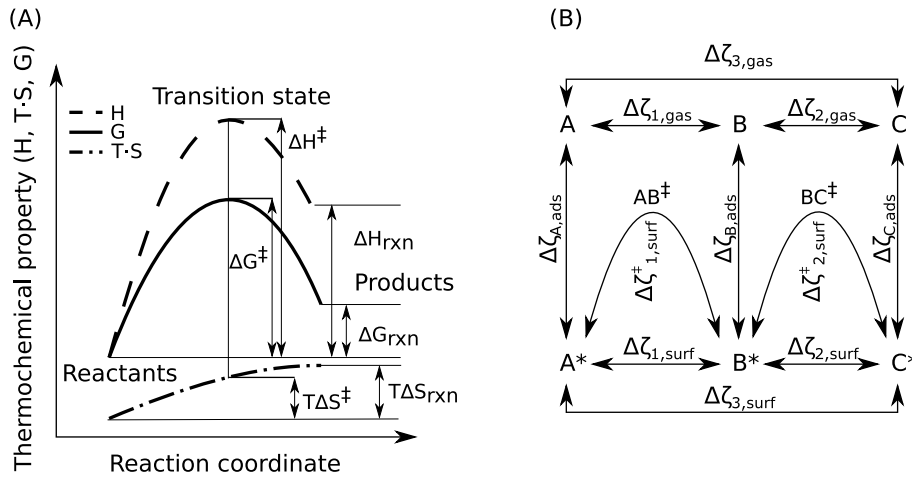 (A)
Thermochemical property (H, T·S, G)
H
G
T·S
Transition state
ΔH‡
ΔG‡
ΔHrxn
Products
ΔGrxn
Reactants
TΔS‡
TΔSrxn
Reaction coordinate
(B)
Δζ3,gas
A Δζ1,gas B Δζ2,gas C
ΔζA,ads
AB‡
Δζ‡1,surf
ΔζB,ads
BC‡
Δζ‡2,surf
ΔζC,ads
A* Δζ1,surf B* Δζ2,surf C*
Δζ3,surf